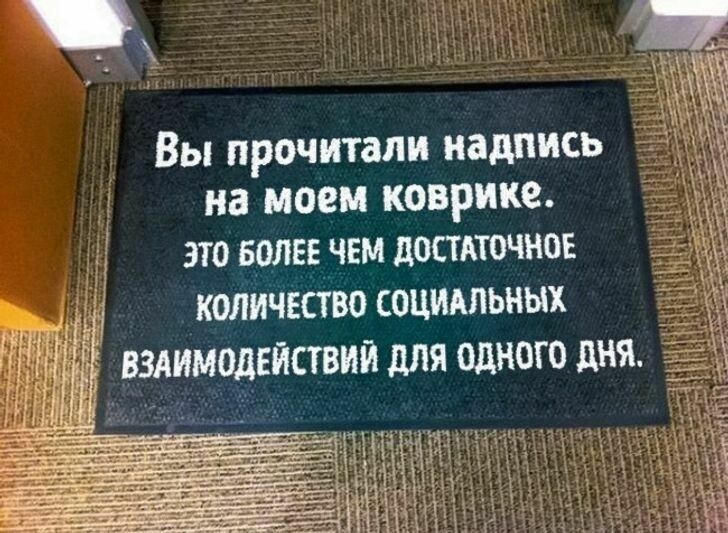 Вы прочитали надпись
на моем коврике.
ЭТО БОЛЕЕ ЧЕМ ДОСТАТОЧНОЕ
КОЛИЧЕСТВО СОЦИАЛЬНЫХ
ВЗАИМОДЕЙСТВИЙ ДЛЯ ОДНОГО ДНЯ.